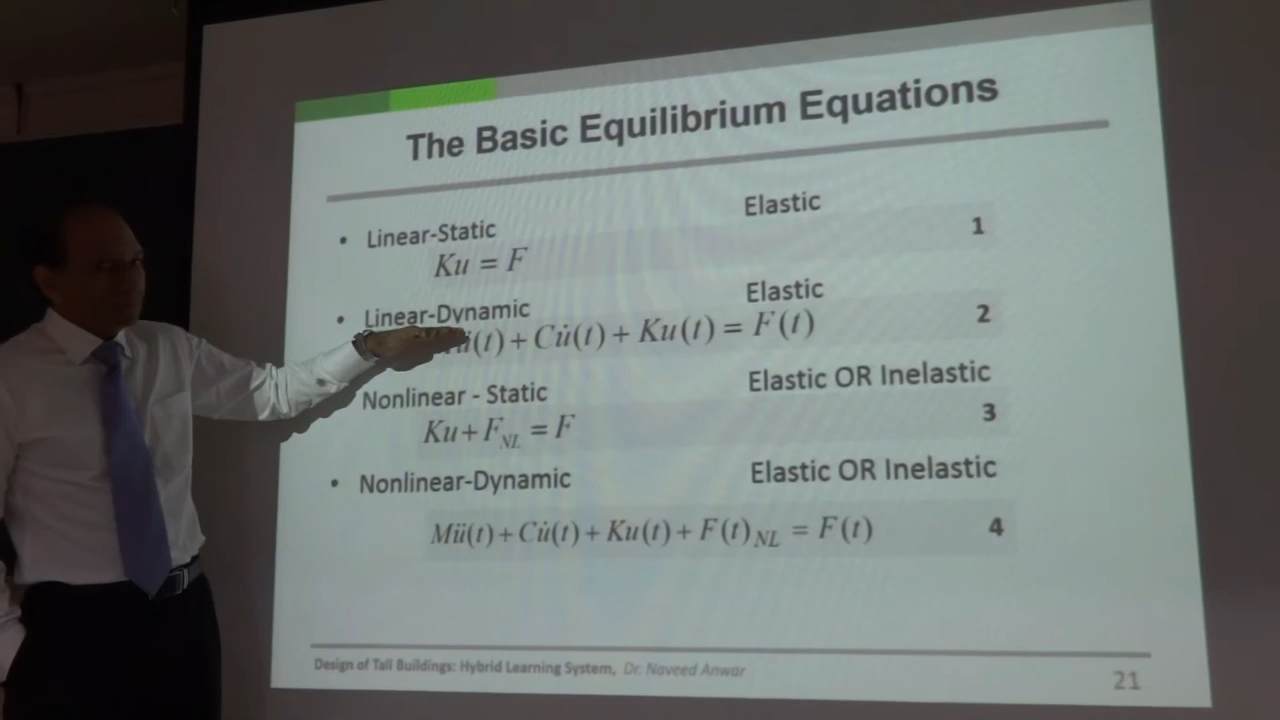 The Basic Equilibrium Equations
• Linear-Static Elastic
Ku = F 1
• Linear-Dynamic Elastic
ü(t) + Cu̇(t) + Ku(t) = F(t) 2
Nonlinear - Static Elastic OR Inelastic
Ku + F_NL = F 3
• Nonlinear-Dynamic Elastic OR Inelastic
Mü(t) + Cu̇(t) + Ku(t) + F(t)_NL = F(t) 4
Design of Tall Buildings: Hybrid Learning System, Dr. Naveed Anwar
21